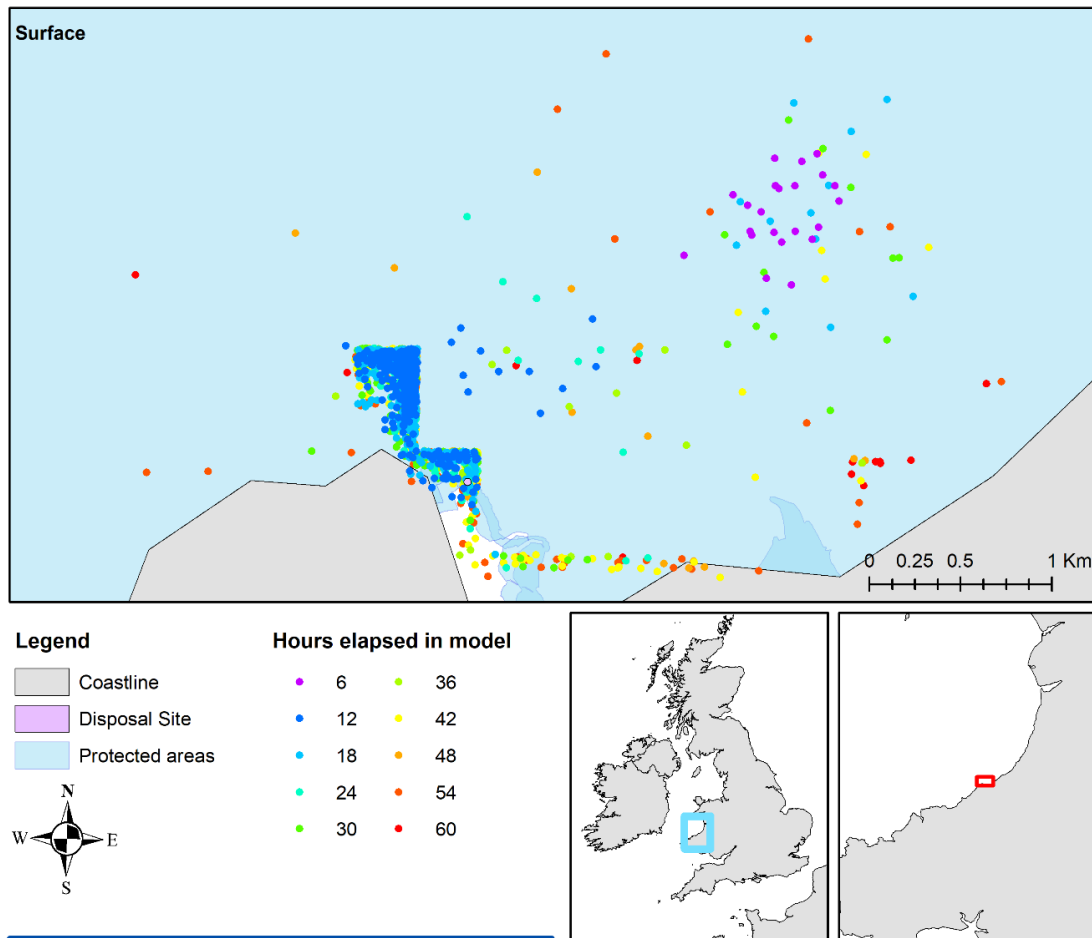 Surface
0 0.25 0.5 1 Km
Legend
Coastline
Disposal Site
Protected areas
Hours elapsed in model
6 36
12 42
18 48
24 54
30 60
N
W E
S